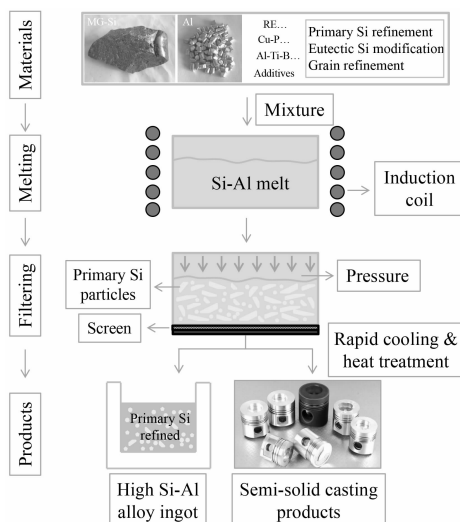 Materials
MG-Si
Al
RE…
Cu-P…
Al-Ti-B…
Additives
Primary Si refinement
Eutectic Si modification
Grain refinement
Mixture
Melting
Si-Al melt
Induction
coil
Filtering
Primary Si
particles
Pressure
Screen
Rapid cooling &
heat treatment
Products
Primary Si
refined
High Si-Al
alloy ingot
Semi-solid casting
products